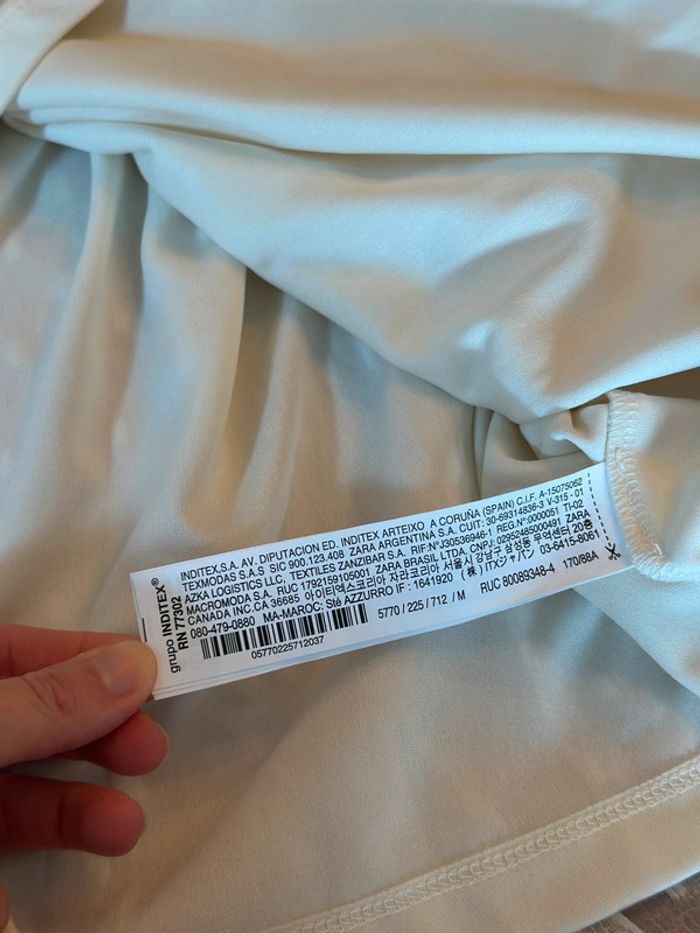 grupo INDITEX®
RN 77302
INDITEX,S.A. AV. DIPUTACION ED. INDITEX ARTEIXO A CORUÑA (SPAIN) C.I.F. A-15075062
TEXMODAS S.A.S SIC 900.123.408 ZARA ARGENTINA S.A. CUIT: 30-69314836-3 V-315 - 01
AZKA LOGISTICS LLC, TEXTILES ZANZIBAR S.A. RIF:NºJ30536946-1 REG.Nº:0000051 TI-02
MACROMODA S.A. RUC 1792159105001, ZARA BRASIL LTDA, CNPJ: 02952485000491 ZARA
CANADA INC.CA 36685 아이티엑스코리아 자라코리아 서울시 강남구 삼성동 무역센터 20층
080-479-0880 MA-MAROC: Sté AZZURRO IF : 1641920 (株) ITXジャパン 03-6415-8061
5770 / 225 / 712 / M RUC 80089348-4 170/88A
05770225712037